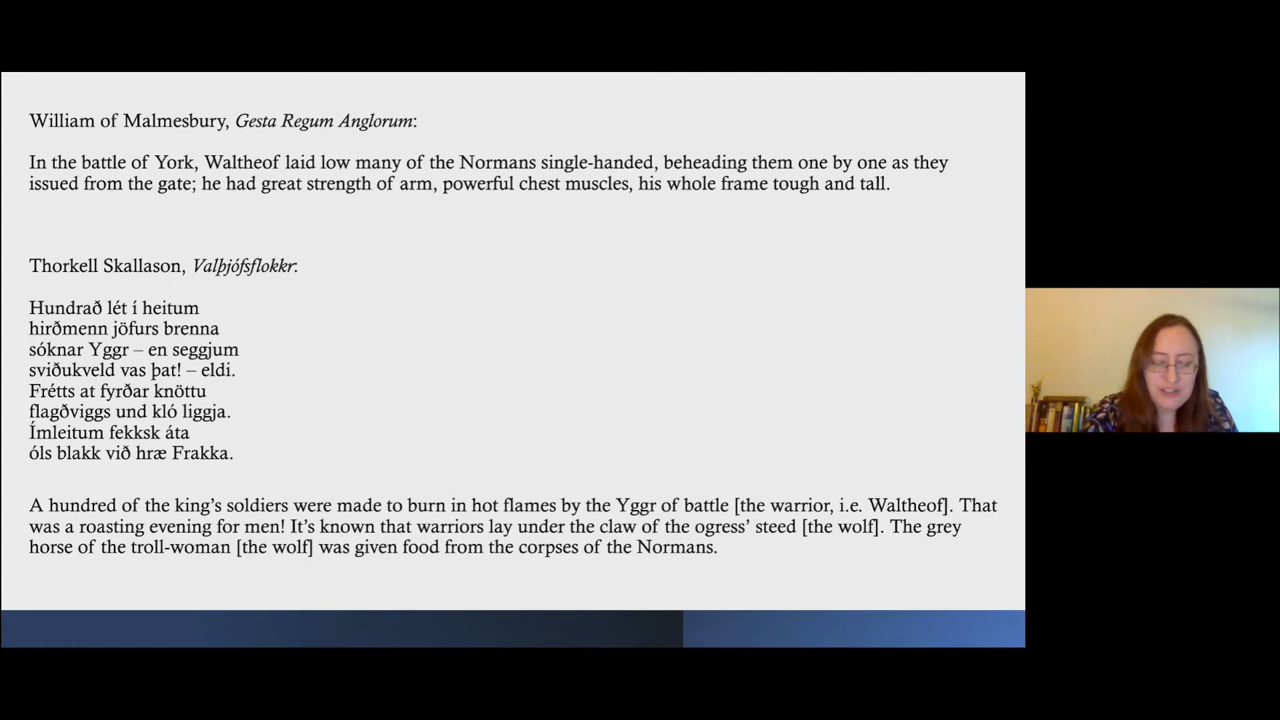 William of Malmesbury, Gesta Regum Anglorum:
In the battle of York, Waltheof laid low many of the Normans single-handed, beheading them one by one as they
issued from the gate; he had great strength of arm, powerful chest muscles, his whole frame tough and tall.
Thorkell Skallason, Valþjófsflokkr:
Hundrað lét í heitum
hirðmenn jöfurs brenna
sóknar Yggr – en seggjum
sviðukveld vas þat! – eldi.
Frétts at fyrðar knöttu
flagðviggs und kló liggja.
Ímleitum fekksk áta
óls blakk við hræ Frakka.
A hundred of the king’s soldiers were made to burn in hot flames by the Yggr of battle [the warrior, i.e. Waltheof]. That
was a roasting evening for men! It’s known that warriors lay under the claw of the ogress’ steed [the wolf]. The grey
horse of the troll-woman [the wolf] was given food from the corpses of the Normans.